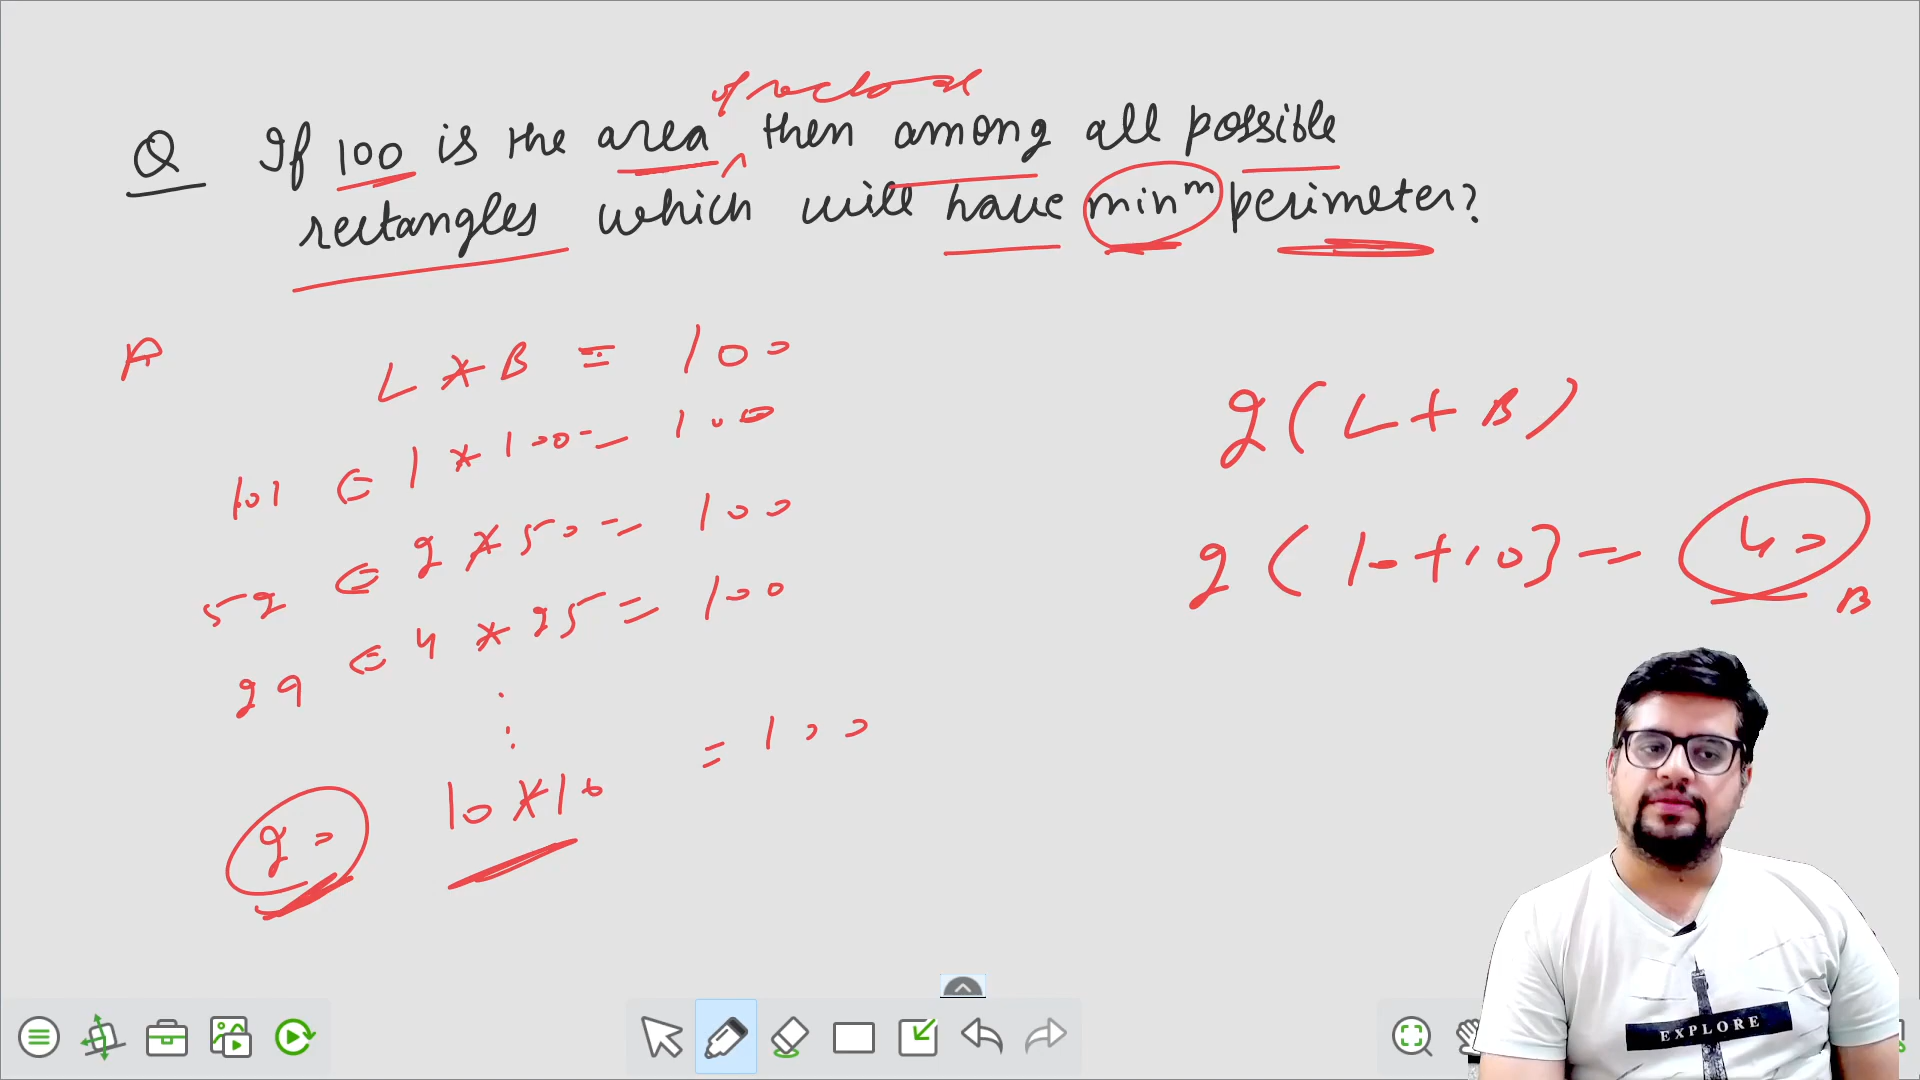 of rectangl
Q If 100 is the area ^ then among all possible
rectangles which will have minᵐ perimeter?
A
L * B = 100
101 ⇐ 1 * 100 = 100
52 ⇐ 2 * 50 = 100
29 ⇐ 4 * 25 = 100
:
20 10 * 10 = 100
2(L+B)
2(10+10) = 40
B
EXPLORE